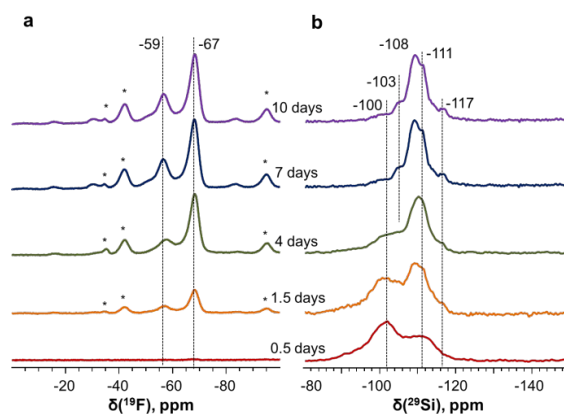 a
b
-59
-67
-108
-111
-103
-100
-117
* * * *
10 days
* * * *
7 days
* * * *
4 days
* * * *
1.5 days
0.5 days
-20 -40 -60 -80
-80 -100 -120 -140
δ(¹⁹F), ppm
δ(²⁹Si), ppm